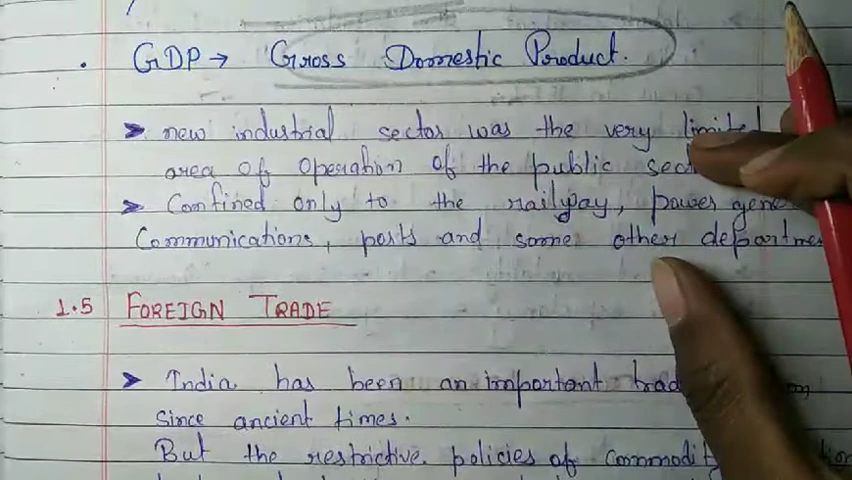 . GDP → Gross Domestic Product.
➤ new industrial sector was the very limited
area of operation of the public
➤ Confined only to the railway, power
Communications, ports and some other
1.5 FOREIGN TRADE
➤ India has been an important
since ancient times.
But the restrictive policies of